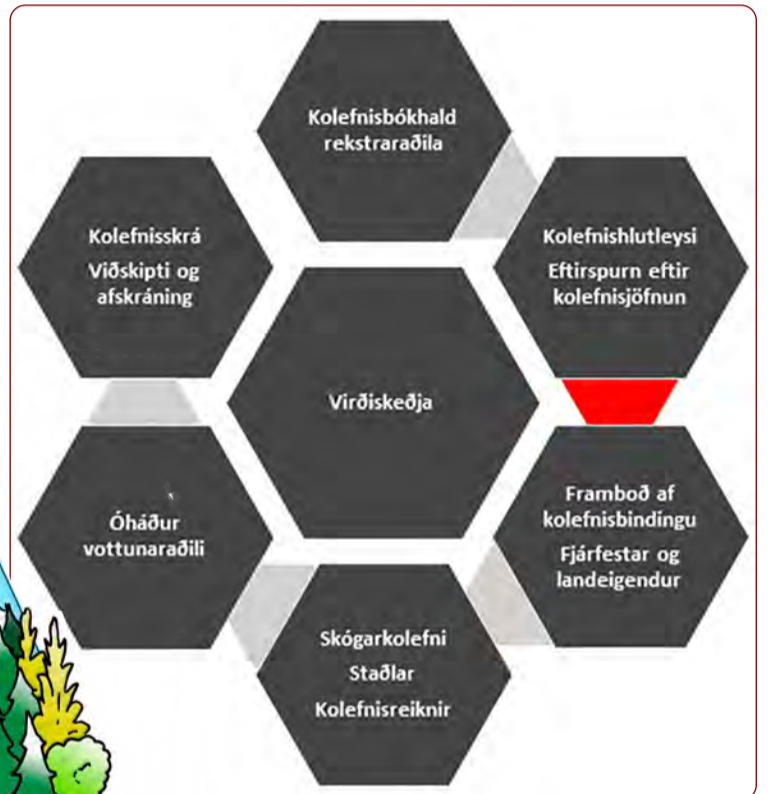 Kolefnisbókhald
rekstraraðila
Kolefnishlutleysi
Eftirspurn eftir
kolefnisjöfnun
Framboð af
kolefnisbindingu
Fjárfestar og
landeigendur
Skógarkolefni
Staðlar
Kolefnisreiknir
Óháður
vottunaraðili
Kolefnisskrá
Viðskipti og
afskráning
Virðiskeðja